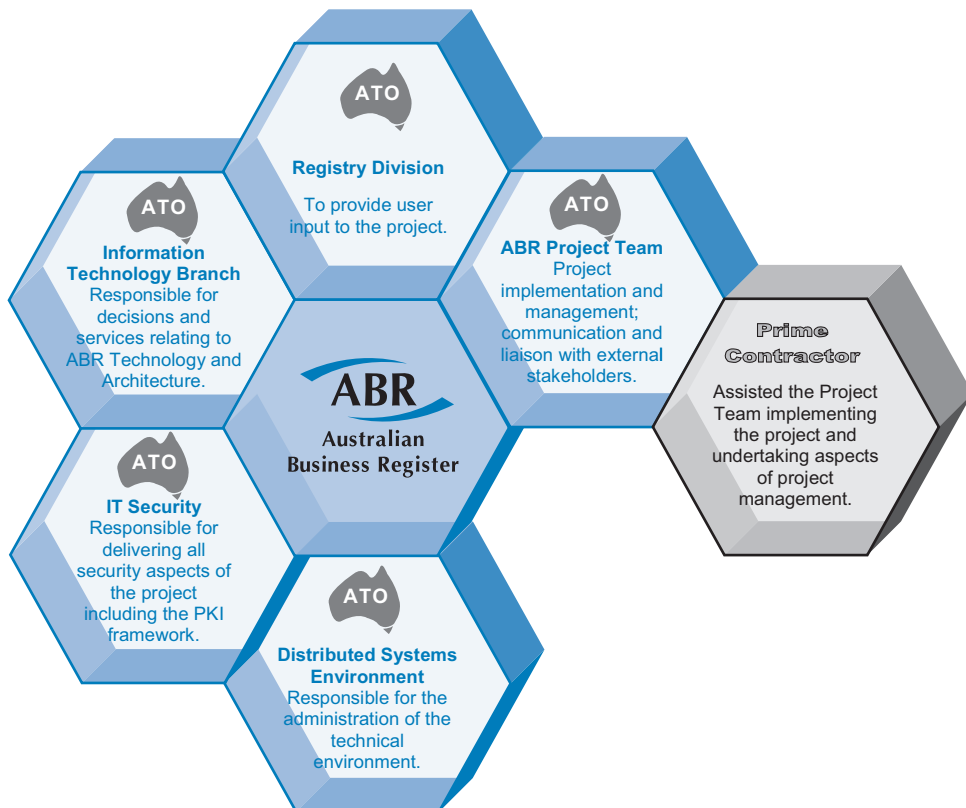 ATO
Registry Division
To provide user
input to the project.
ATO
Information
Technology Branch
Responsible for
decisions and
services relating to
ABR Technology and
Architecture.
ATO
ABR Project Team
Project
implementation and
management;
communication and
liaison with external
stakeholders.
Prime
Contractor
Assisted the Project
Team implementing
the project and
undertaking aspects
of project
management.
ABR
Australian
Business Register
ATO
IT Security
Responsible for
delivering all
security aspects of
the project
including the PKI
framework.
ATO
Distributed Systems
Environment
Responsible for the
administration of the
technical
environment.